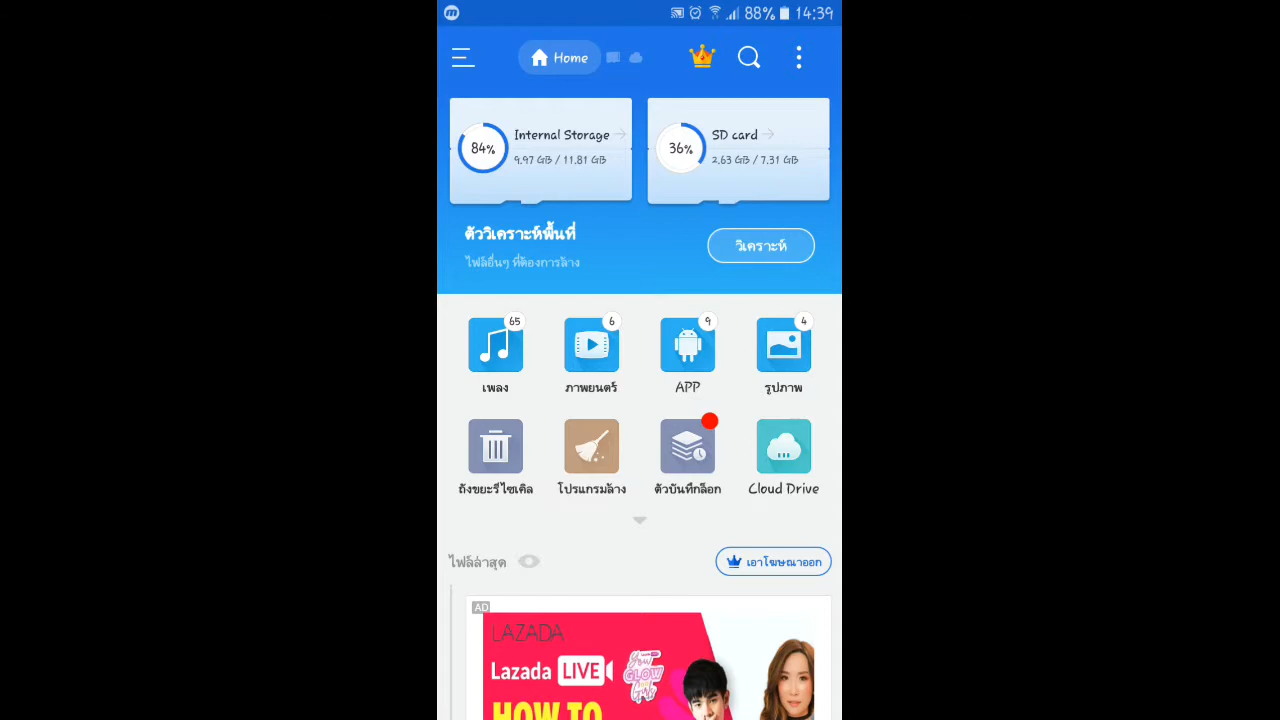 88% 14:39
Home
Internal Storage
84%
9.97 GB / 11.81 GB
SD card
36%
2.63 GB / 7.31 GB
ตัววิเคราะห์พื้นที่
ไฟล์อื่นๆ ที่ต้องการล้าง
วิเคราะห์
65 6 9 4
เพลง ภาพยนตร์ APP รูปภาพ
ถังขยะรีไซเคิล โปรแกรมล้าง ตัวบันทึกล็อก Cloud Drive
ไฟล์ล่าสุด เอาโฆษณาออก
AD
LAZADA
Lazada LIVE
You GLOW
HOW TO